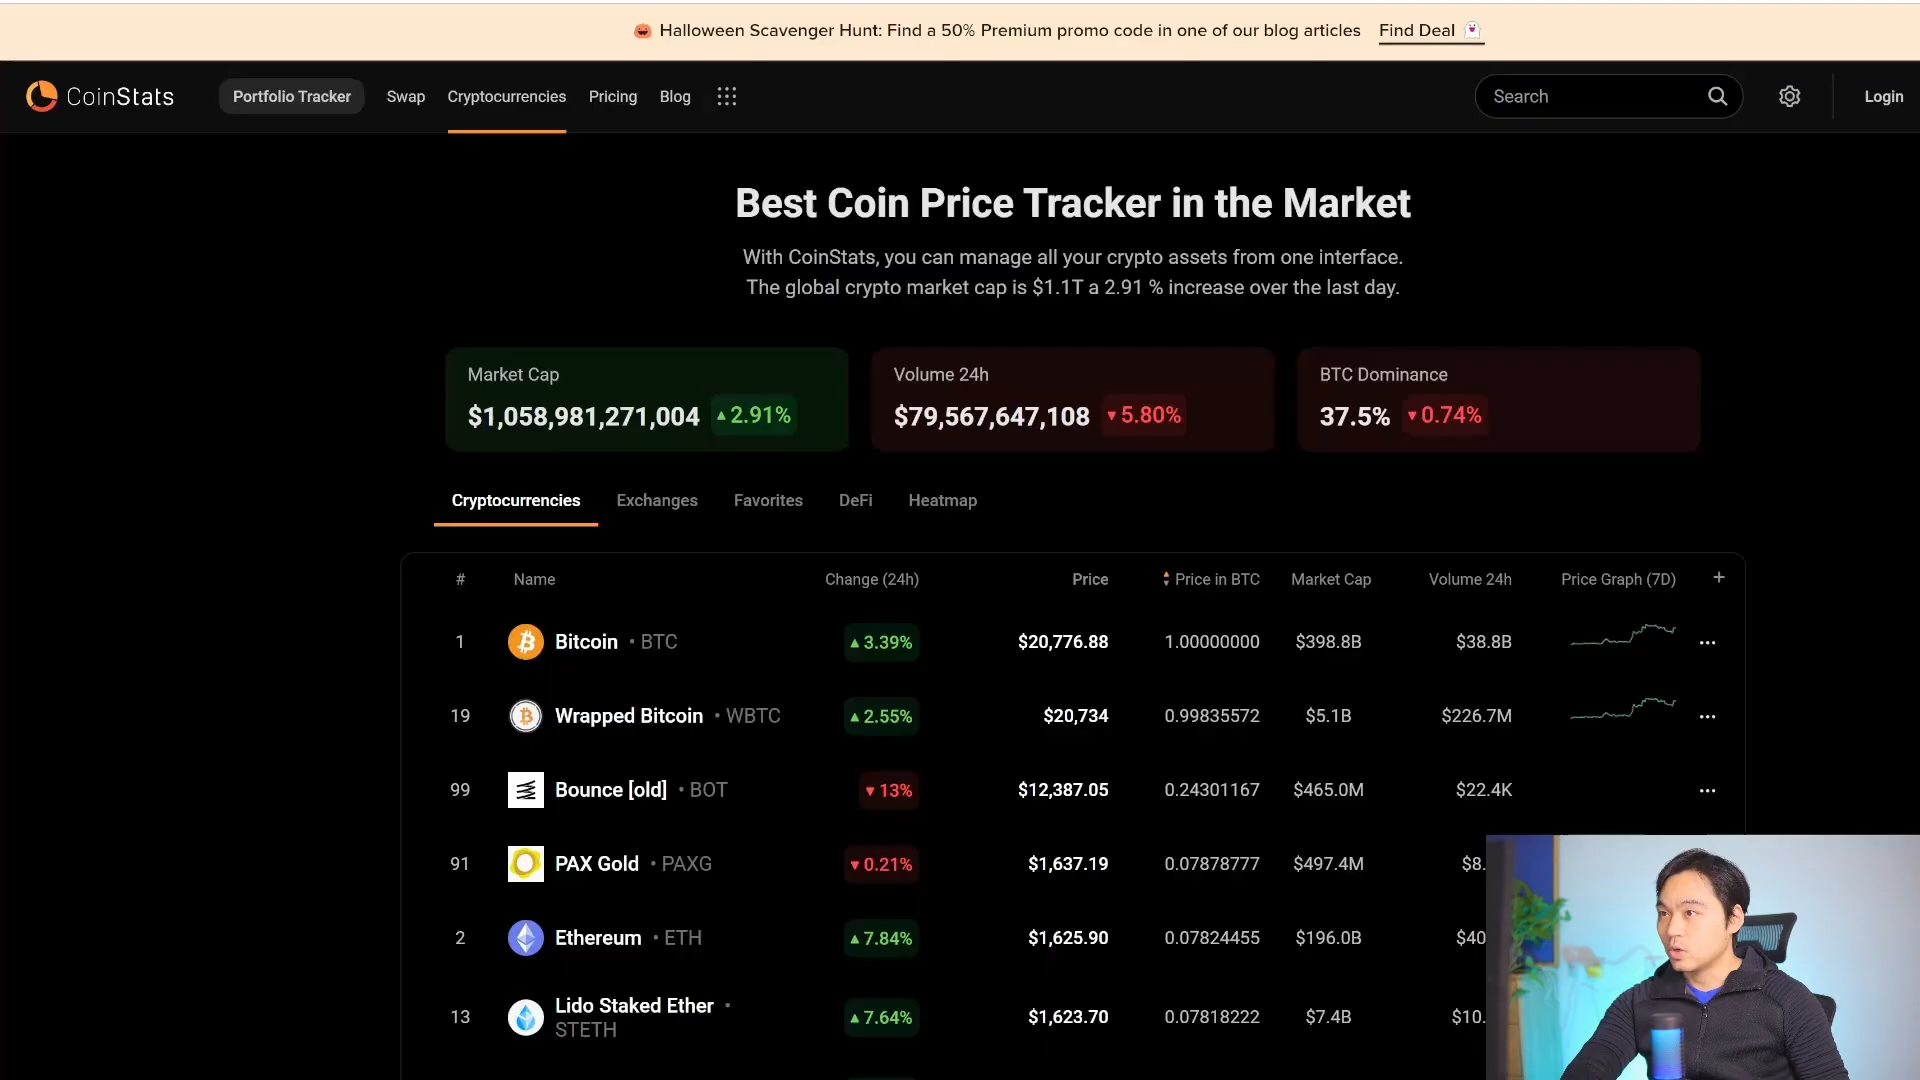 Halloween Scavenger Hunt: Find a 50% Premium promo code in one of our blog articles Find Deal
CoinStats Portfolio Tracker Swap Cryptocurrencies Pricing Blog Search Login
Best Coin Price Tracker in the Market
With CoinStats, you can manage all your crypto assets from one interface.
The global crypto market cap is $1.1T a 2.91 % increase over the last day.
Market Cap Volume 24h BTC Dominance
$1,058,981,271,004 ▲ 2.91% $79,567,647,108 ▼ 5.80% 37.5% ▼ 0.74%
Cryptocurrencies Exchanges Favorites DeFi Heatmap
# Name Change (24h) Price Price in BTC Market Cap Volume 24h Price Graph (7D) +
1 Bitcoin • BTC ▲ 3.39% $20,776.88 1.00000000 $398.8B $38.8B ...
19 Wrapped Bitcoin • WBTC ▲ 2.55% $20,734 0.99835572 $5.1B $226.7M ...
99 Bounce [old] • BOT ▼ 13% $12,387.05 0.24301167 $465.0M $22.4K ...
91 PAX Gold • PAXG ▼ 0.21% $1,637.19 0.07878777 $497.4M $8.
2 Ethereum • ETH ▲ 7.84% $1,625.90 0.07824455 $196.0B $40
13 Lido Staked Ether • STETH ▲ 7.64% $1,623.70 0.07818222 $7.4B $10.